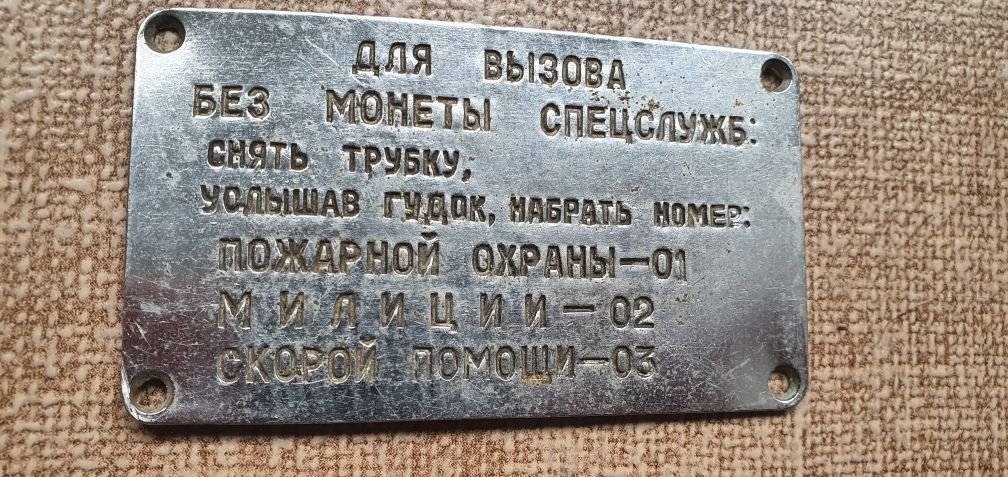 ДЛЯ ВЫЗОВА
БЕЗ МОНЕТЫ СПЕЦСЛУЖБ:
СНЯТЬ ТРУБКУ,
УСЛЫШАВ ГУДОК, НАБРАТЬ НОМЕР:
ПОЖАРНОЙ ОХРАНЫ—01
МИЛИЦИИ—02
СКОРОЙ ПОМОЩИ—03